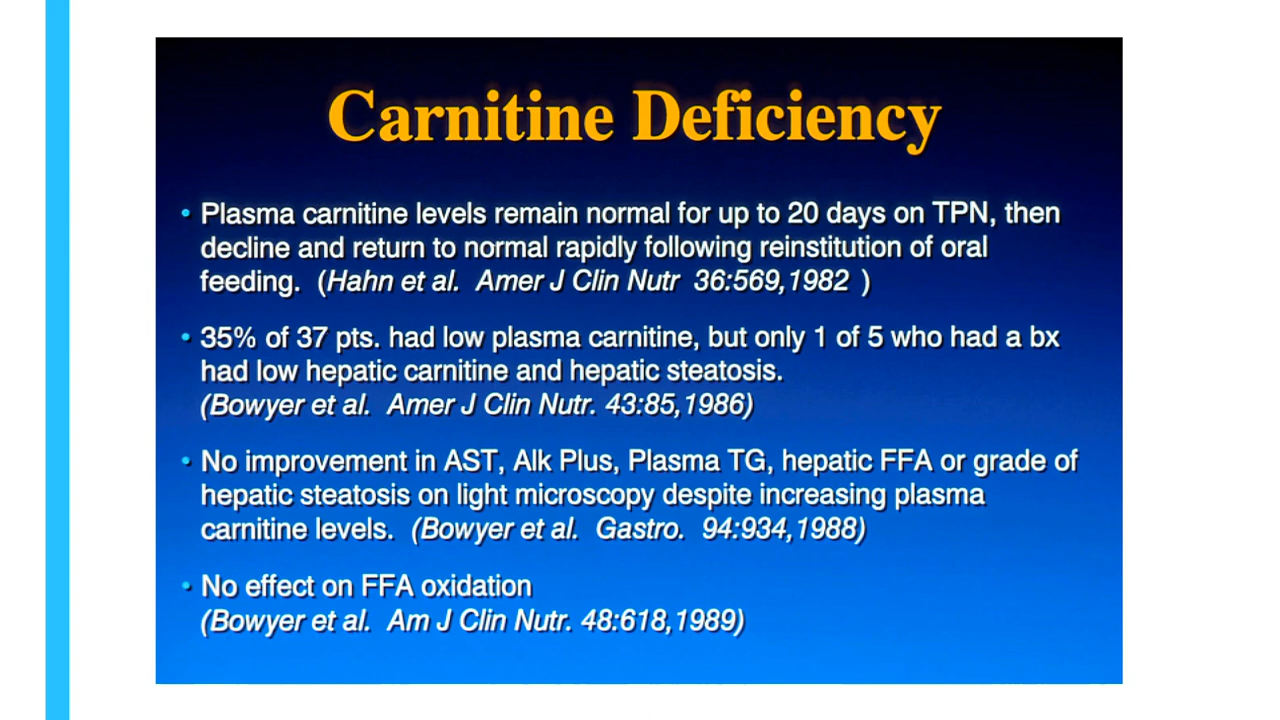 Carnitine Deficiency
• Plasma carnitine levels remain normal for up to 20 days on TPN, then
decline and return to normal rapidly following reinstitution of oral
feeding. (Hahn et al. Amer J Clin Nutr 36:569,1982 )
• 35% of 37 pts. had low plasma carnitine, but only 1 of 5 who had a bx
had low hepatic carnitine and hepatic steatosis.
(Bowyer et al. Amer J Clin Nutr. 43:85,1986)
• No improvement in AST, Alk Plus, Plasma TG, hepatic FFA or grade of
hepatic steatosis on light microscopy despite increasing plasma
carnitine levels. (Bowyer et al. Gastro. 94:934,1988)
• No effect on FFA oxidation
(Bowyer et al. Am J Clin Nutr. 48:618,1989)